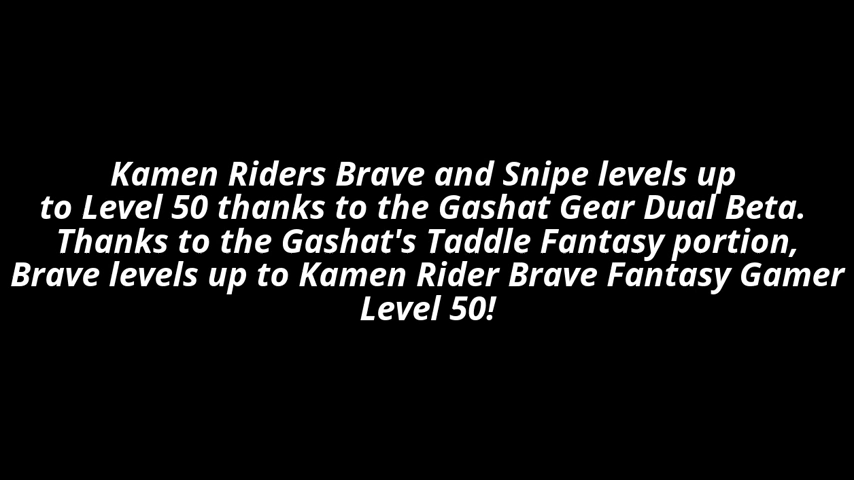 Kamen Riders Brave and Snipe levels up
to Level 50 thanks to the Gashat Gear Dual Beta.
Thanks to the Gashat's Taddle Fantasy portion,
Brave levels up to Kamen Rider Brave Fantasy Gamer
Level 50!